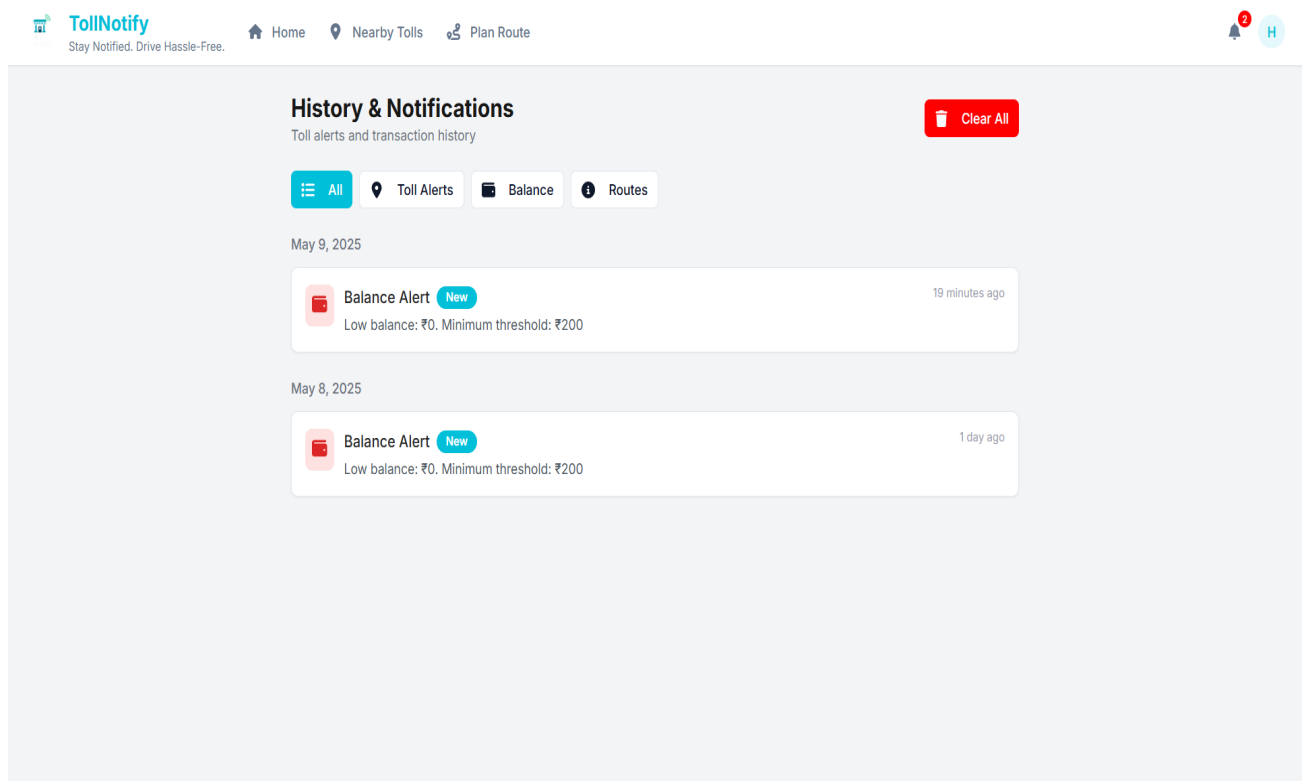 TollNotify
Stay Notified. Drive Hassle-Free.
Home
Nearby Tolls
Plan Route
2
H
History & Notifications
Toll alerts and transaction history
Clear All
All
Toll Alerts
Balance
Routes
May 9, 2025
Balance Alert New
19 minutes ago
Low balance: ₹0. Minimum threshold: ₹200
May 8, 2025
Balance Alert New
1 day ago
Low balance: ₹0. Minimum threshold: ₹200